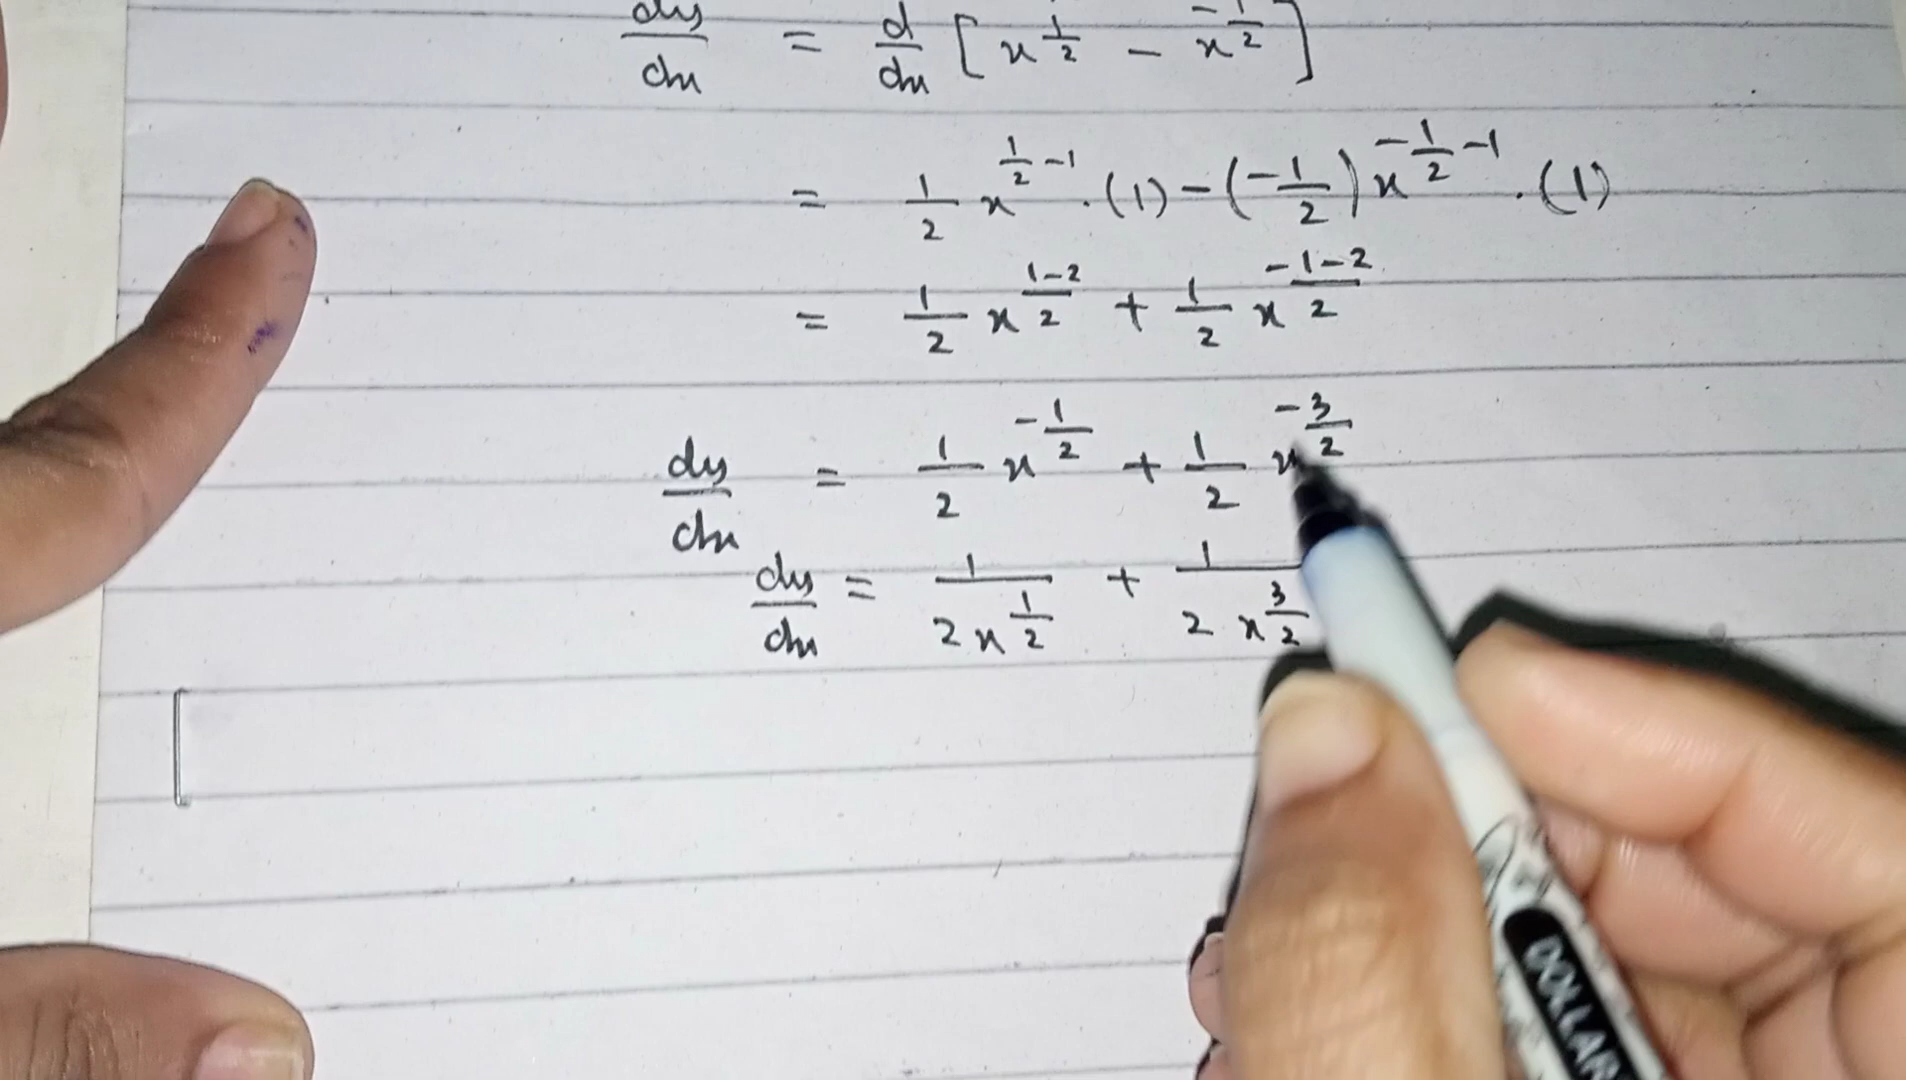 dy/dx = d/dx [x^(1/2) - x^(-1/2)]
= 1/2 x^(1/2 - 1) . (1) - (-1/2) x^(-1/2 - 1) . (1)
= 1/2 x^((1-2)/2) + 1/2 x^((-1-2)/2)
dy/dx = 1/2 x^(-1/2) + 1/2 x^(-3/2)
dy/dx = 1/(2x^(1/2)) + 1/(2x^(3/2))
DOLLAR